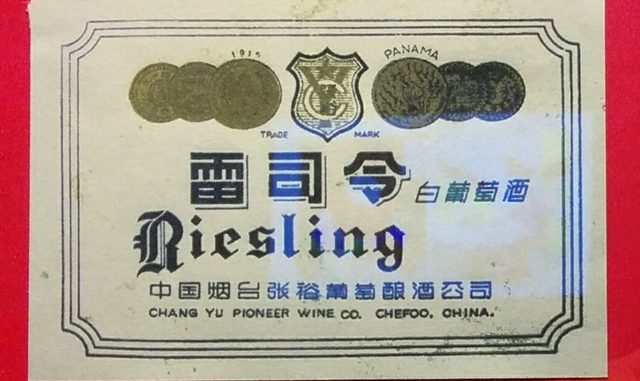 1915
PANAMA
TRADE MARK
雷司令 白葡萄酒
Riesling
中国烟台张裕葡萄酿酒公司
CHANG YU PIONEER WINE CO. CHEFOO, CHINA.